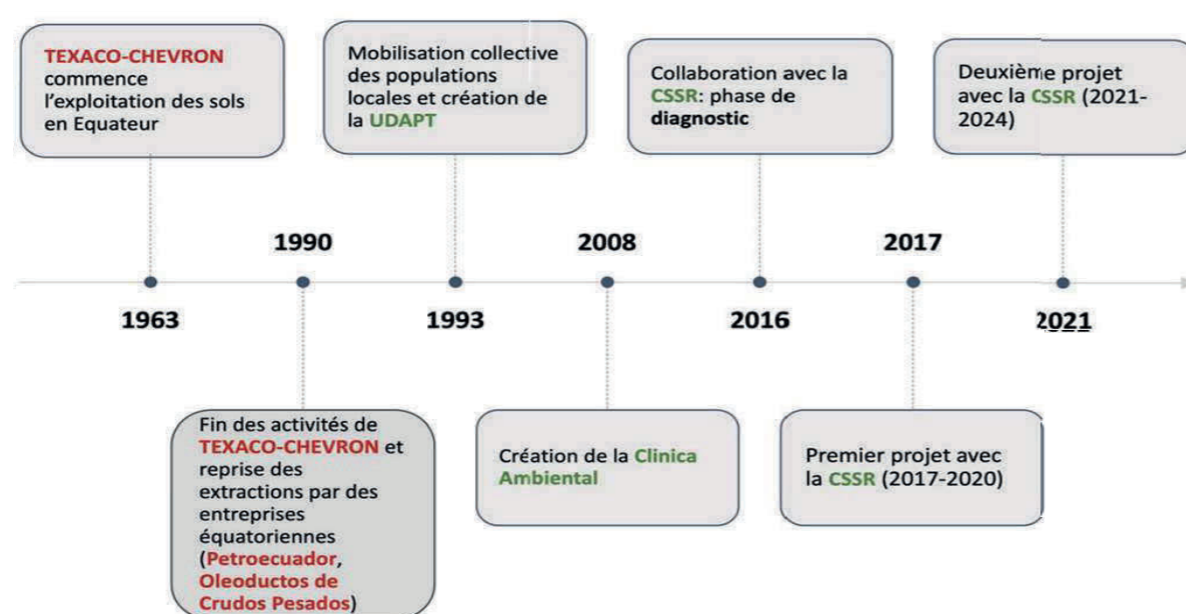 TEXACO-CHEVRON
commence
l'exploitation des sols
en Equateur
Mobilisation collective
des populations
locales et création de
la UDAPT
Collaboration avec la
CSSR: phase de
diagnostic
Deuxième projet
avec la CSSR (2021-
2024)
1990
2008
2017
1963
1993
2016
2021
Fin des activités de
TEXACO-CHEVRON et
reprise des
extractions par des
entreprises
équatoriennes
(Petroecuador,
Oleoductos de
Crudos Pesados)
Création de la Clinica
Ambiental
Premier projet avec
la CSSR (2017-2020)